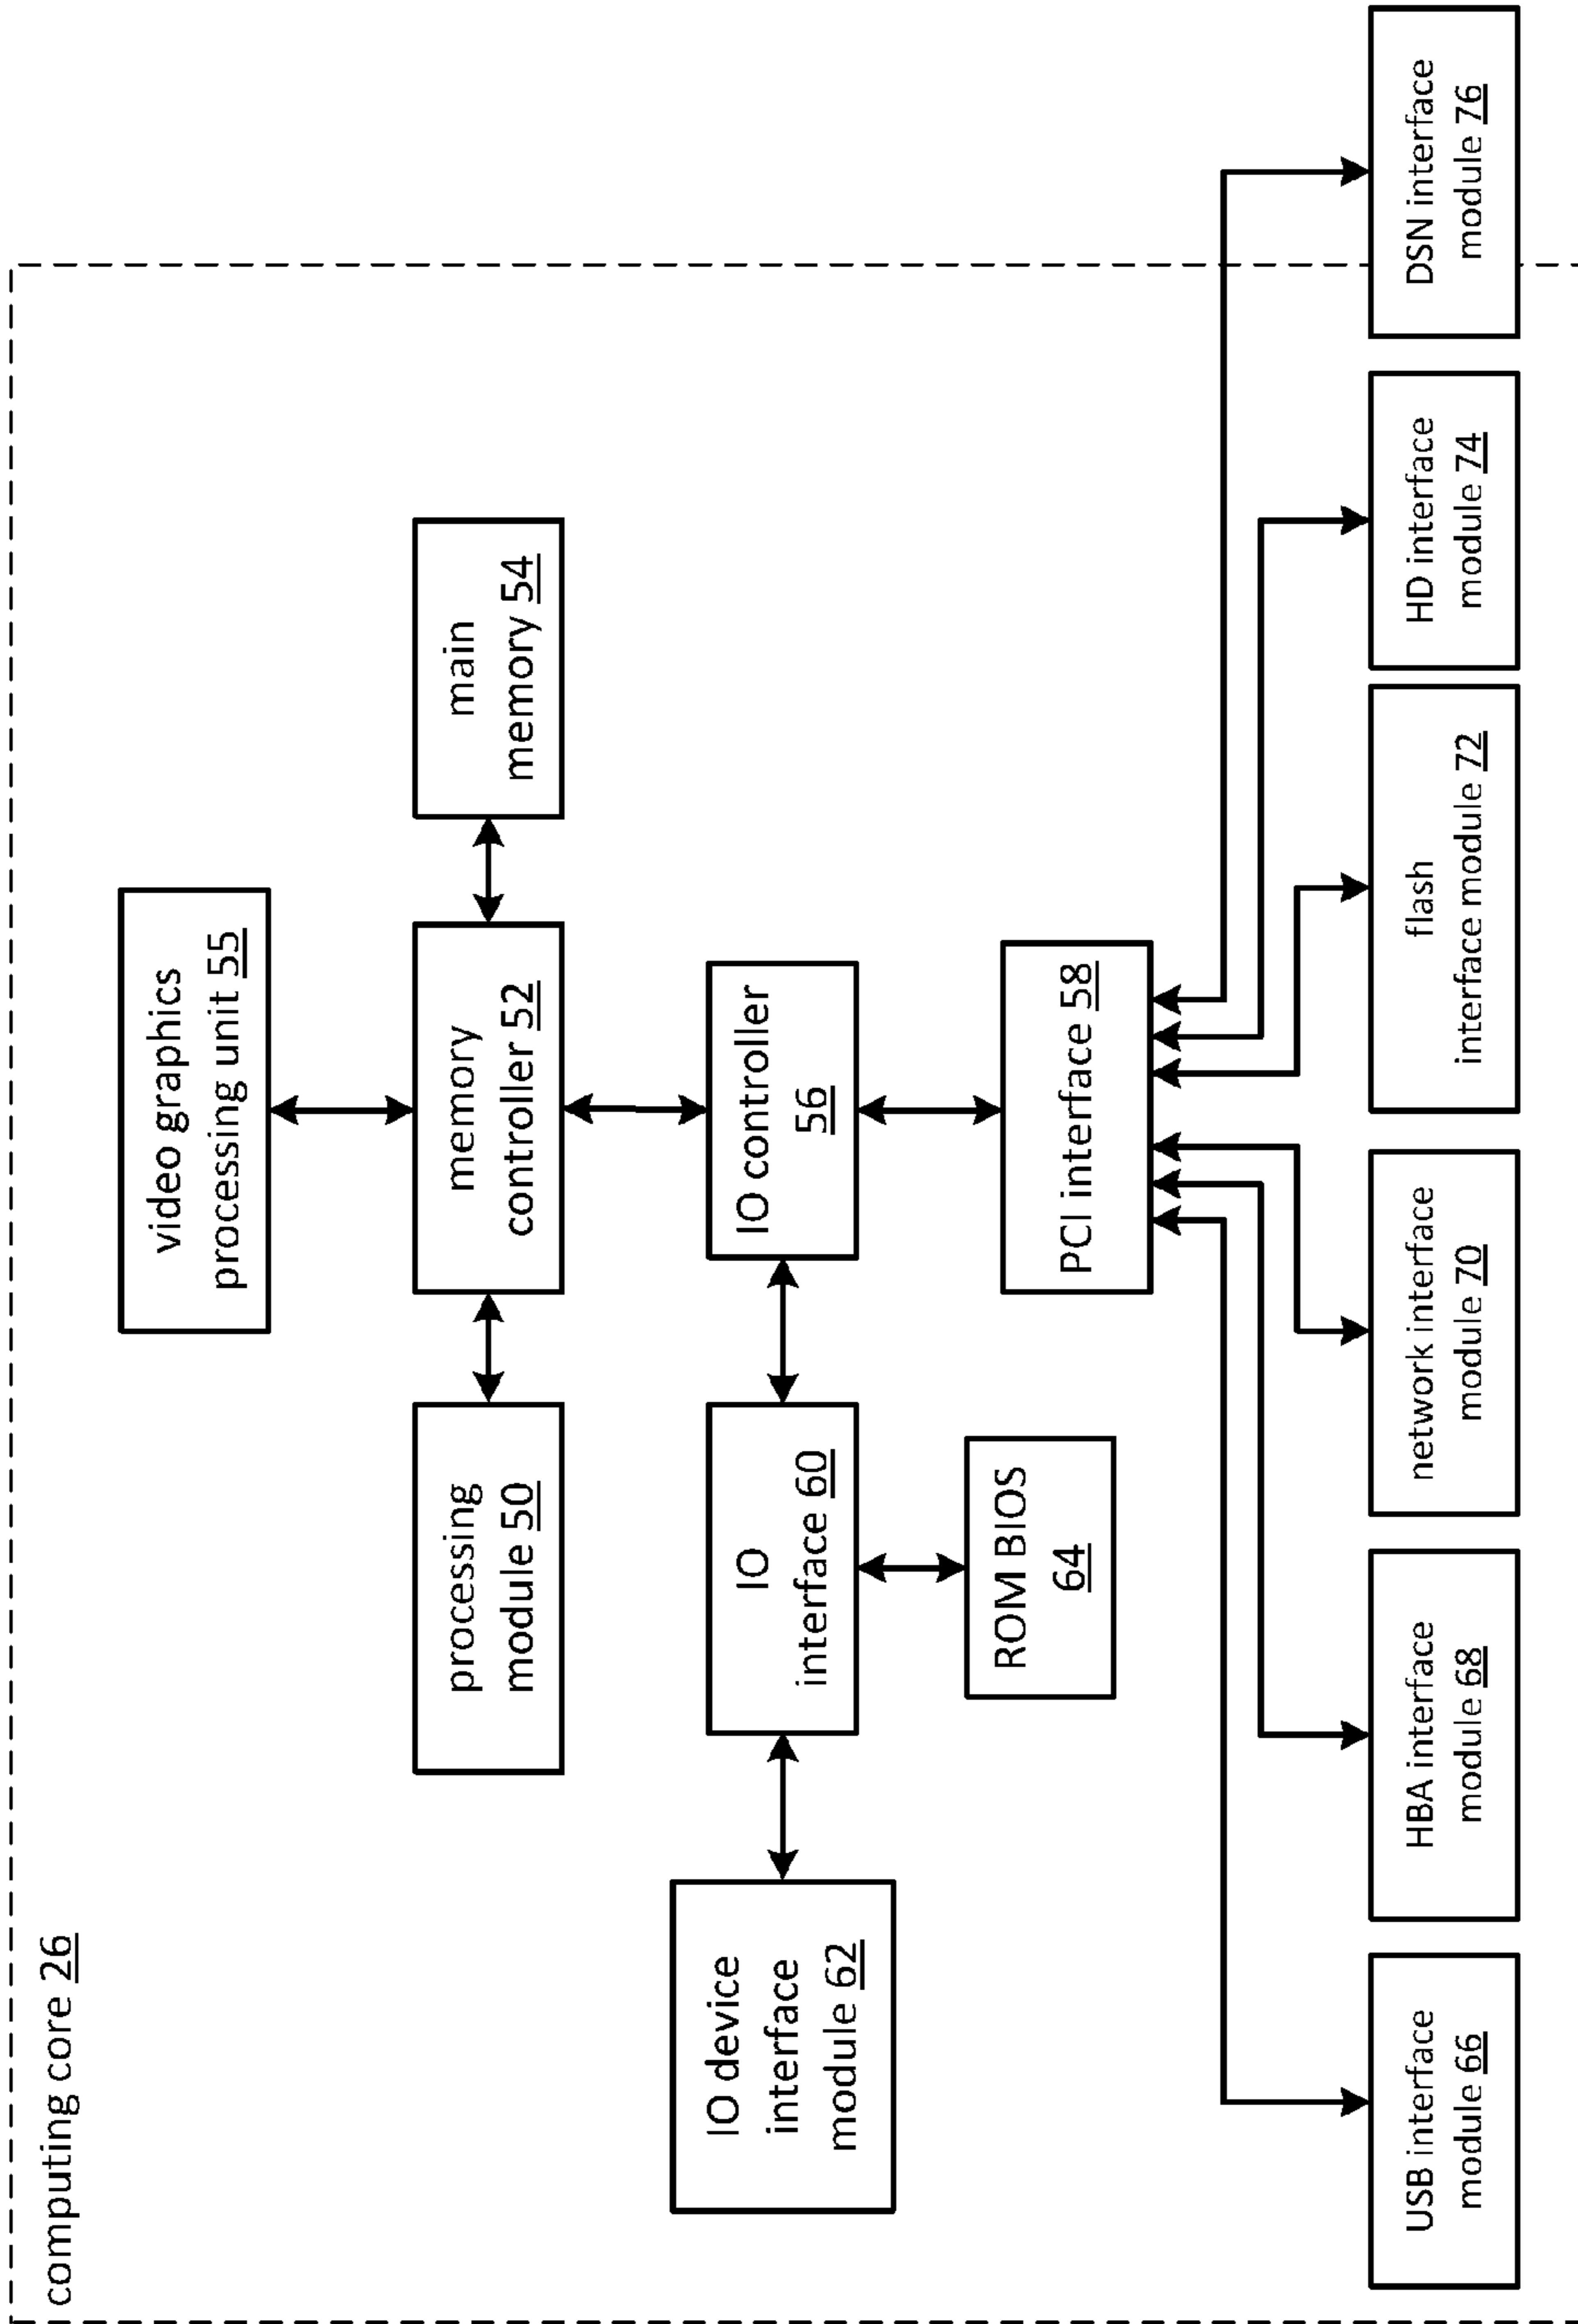 computing core 26
video graphics
processing unit 55
processing
module 50
memory
controller 52
main
memory 54
IO device
interface
module 62
IO
interface 60
IO controller
56
ROM BIOS
64
PCI interface 58
USB interface
module 66
HBA interface
module 68
network interface
module 70
flash
interface module 72
HD interface
module 74
DSN interface
module 76